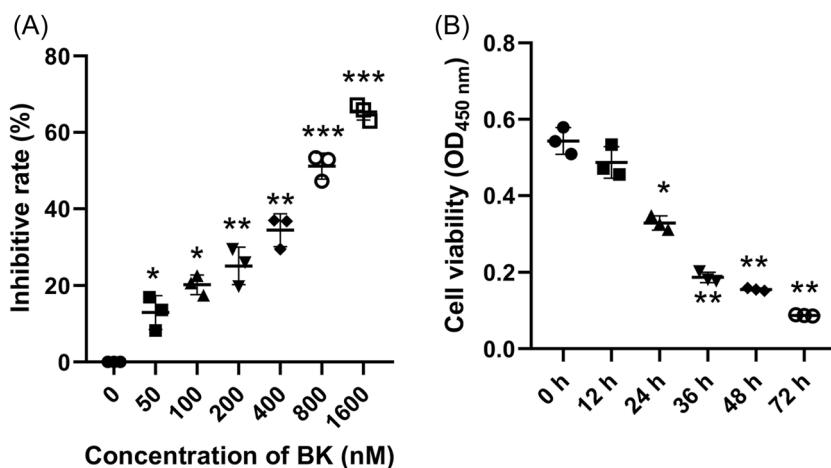 (A)
Inhibitive rate (%)
80
60
40
20
0
*
*
**
**
***
***
0
50
100
200
400
800
1600
Concentration of BK (nM)
(B)
Cell viability (OD450 nm)
0.8
0.6
0.4
0.2
0.0
*
**
**
**
0 h
12 h
24 h
36 h
48 h
72 h